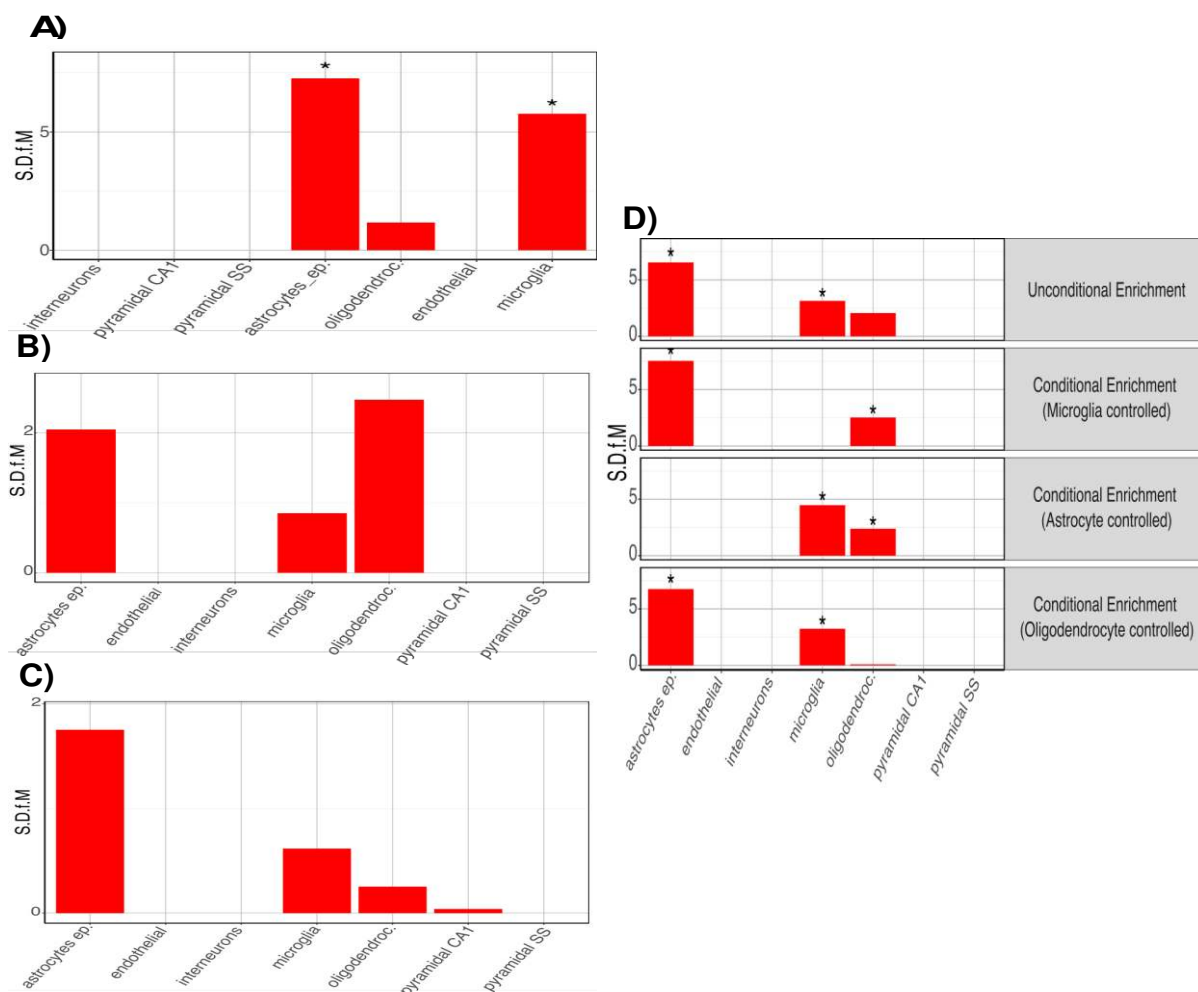 A)
S.D.f.M
5
0
*
*
interneurons
pyramidal CA1
pyramidal SS
astrocytes_ep.
oligodendroc.
endothelial
microglia
B)
S.D.f.M
2
0
astrocytes ep.
endothelial
interneurons
microglia
oligodendroc.
pyramidal CA1
pyramidal SS
C)
S.D.f.M
2
0
astrocytes ep.
endothelial
interneurons
microglia
oligodendroc.
pyramidal CA1
pyramidal SS
D)
S.D.f.M
5
0
*
*
Unconditional Enrichment
5
0
*
*
Conditional Enrichment
(Microglia controlled)
5
0
*
*
Conditional Enrichment
(Astrocyte controlled)
5
0
*
*
Conditional Enrichment
(Oligodendrocyte controlled)
astrocytes ep.
endothelial
interneurons
microglia
oligodendroc.
pyramidal CA1
pyramidal SS